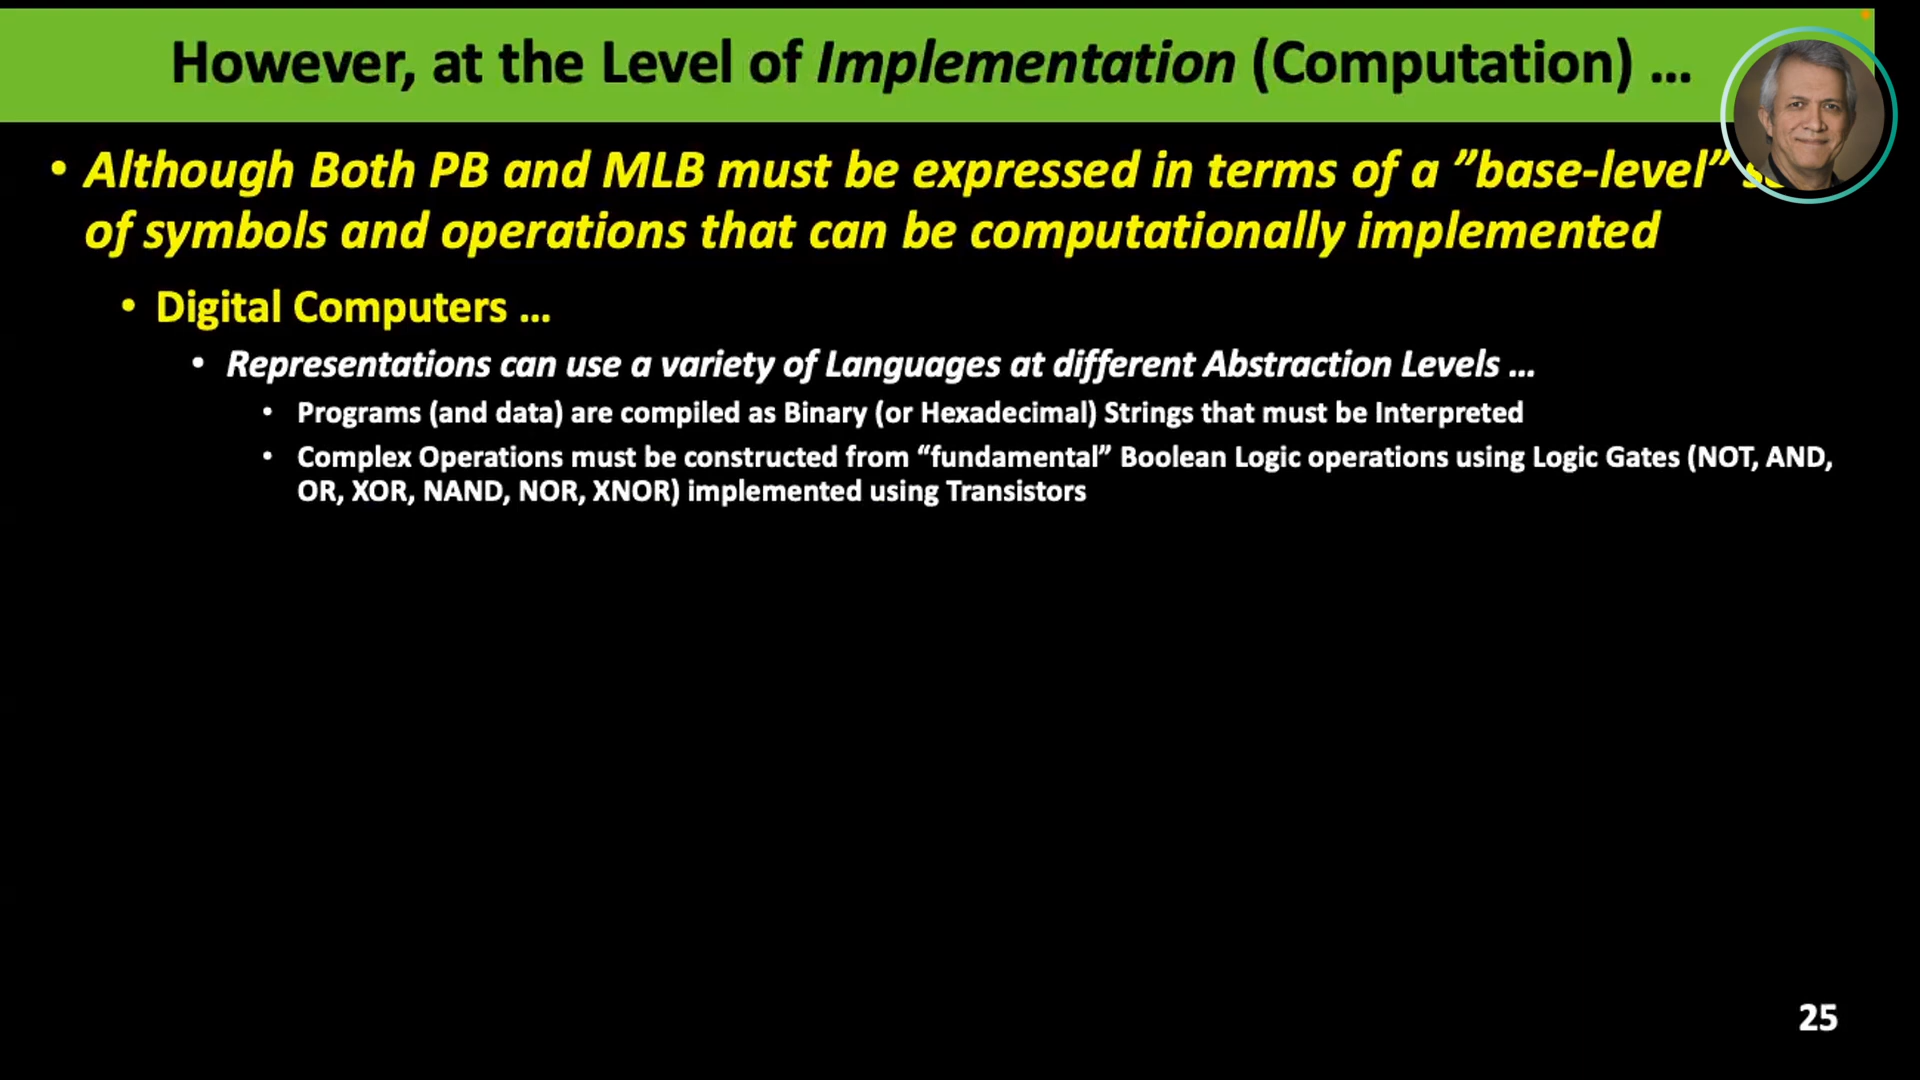 However, at the Level of Implementation (Computation) ...
• Although Both PB and MLB must be expressed in terms of a ”base-level”
of symbols and operations that can be computationally implemented
• Digital Computers ...
• Representations can use a variety of Languages at different Abstraction Levels ...
• Programs (and data) are compiled as Binary (or Hexadecimal) Strings that must be Interpreted
• Complex Operations must be constructed from “fundamental” Boolean Logic operations using Logic Gates (NOT, AND,
OR, XOR, NAND, NOR, XNOR) implemented using Transistors
25